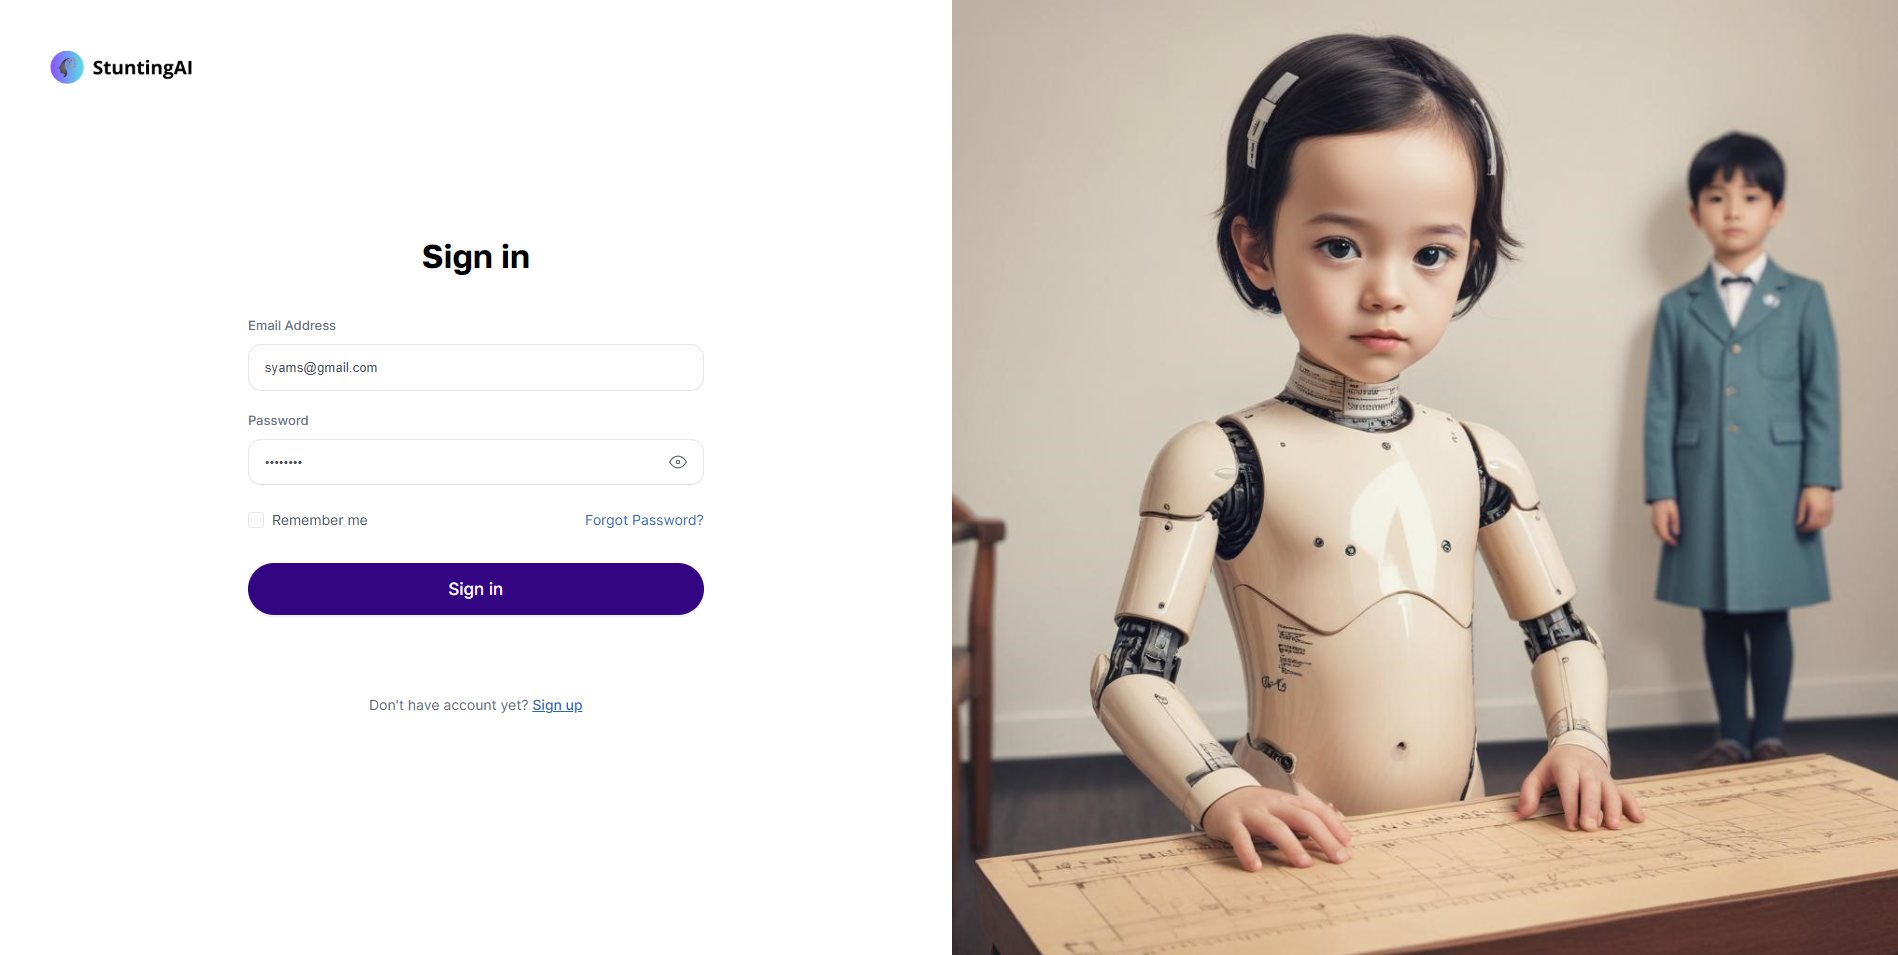 StuntingAI
Sign in
Email Address
syams@gmail.com
Password
••••••••
Remember me
Forgot Password?
Sign in
Don't have account yet? Sign up